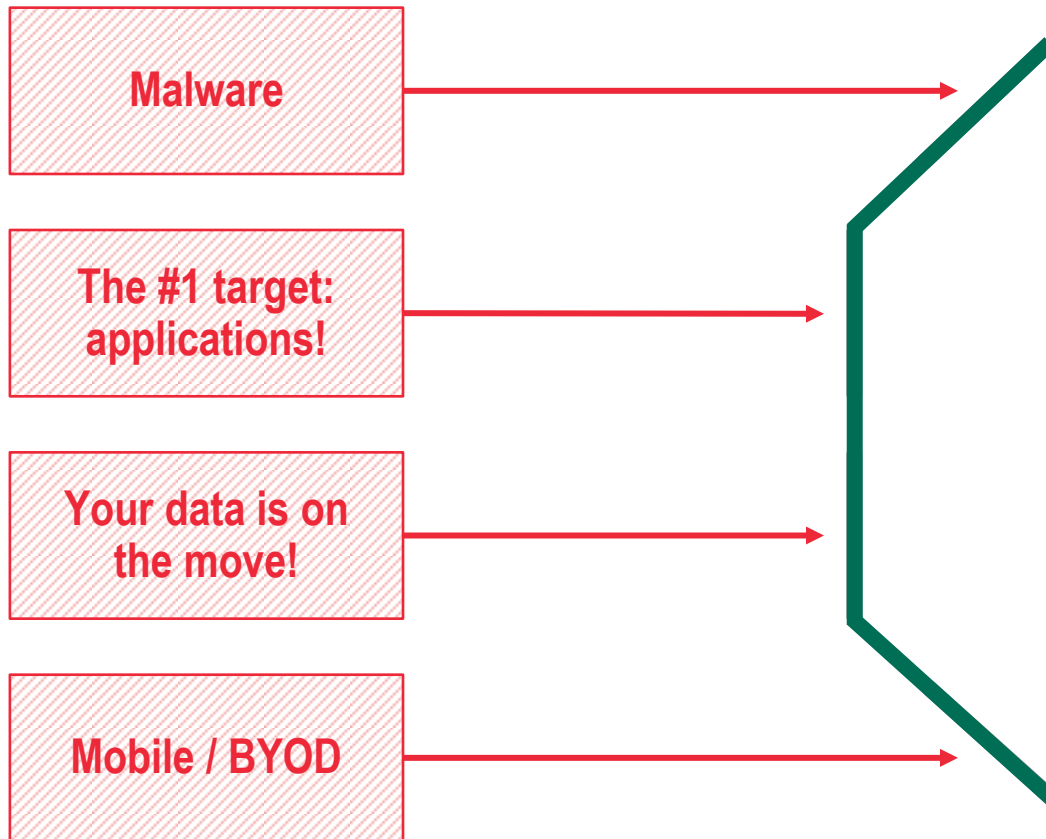 Malware
The #1 target:
applications!
Your data is on
the move!
Mobile / BYOD